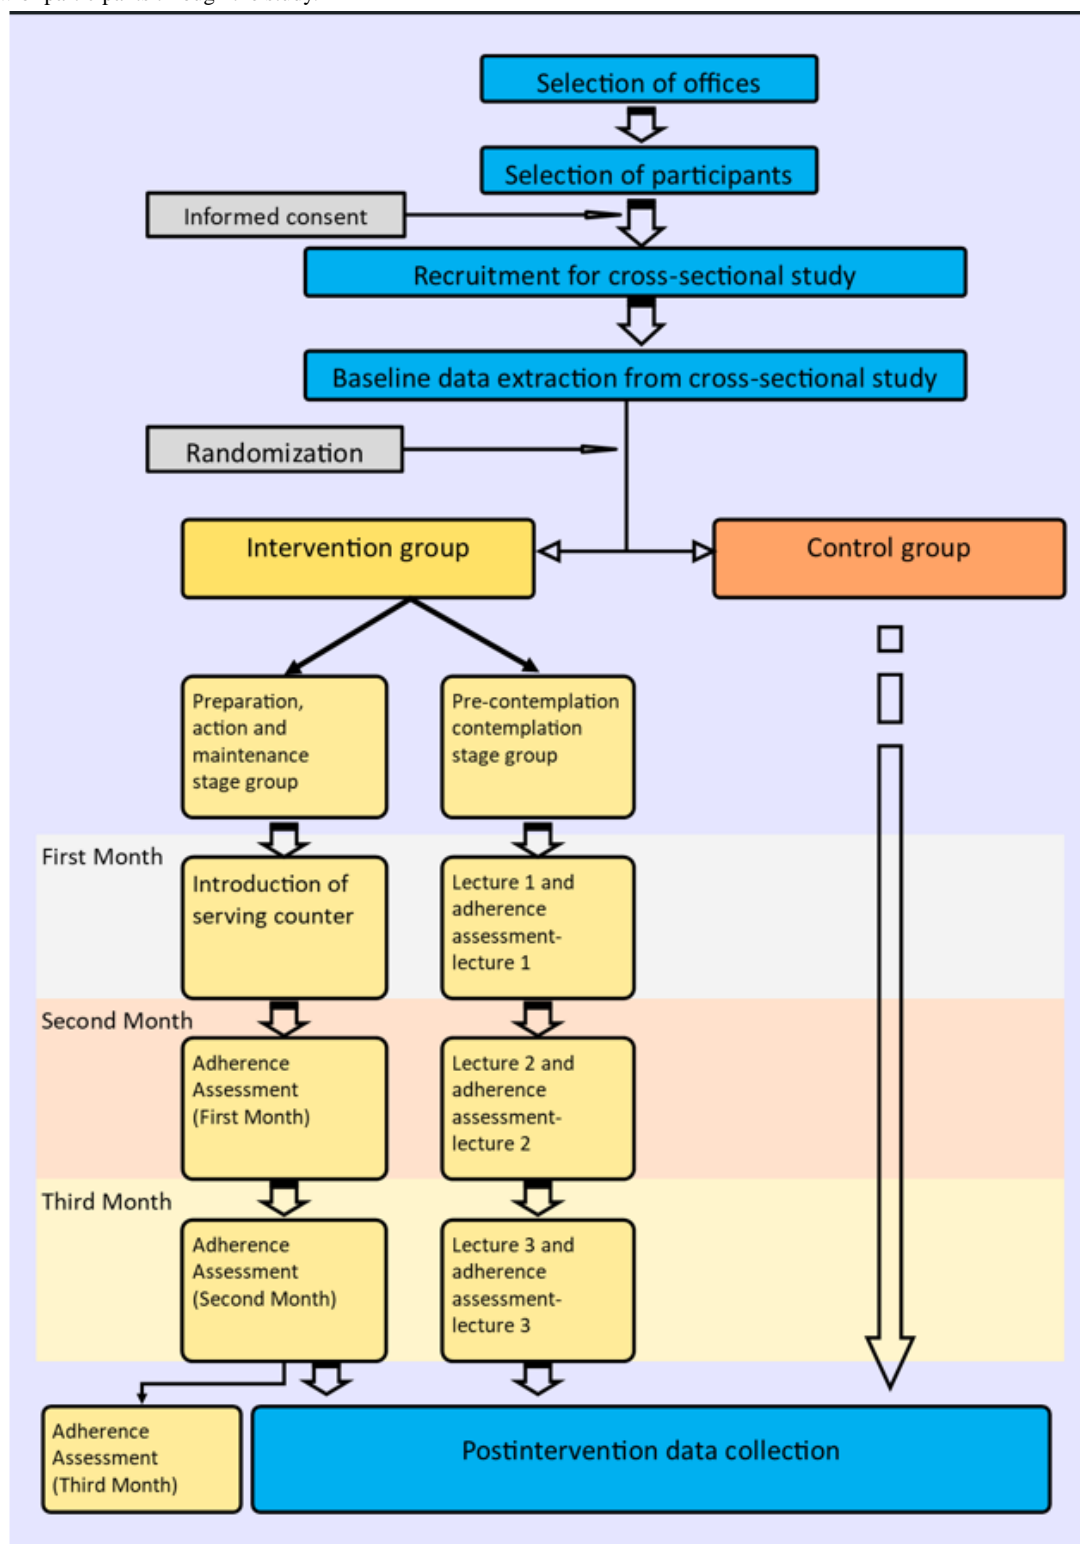 Selection of offices
Selection of participants
Informed consent
Recruitment for cross-sectional study
Baseline data extraction from cross-sectional study
Randomization
Intervention group
Control group
Preparation,
action and
maintenance
stage group
Pre-contemplation
contemplation
stage group
First Month
Introduction of
serving counter
Lecture 1 and
adherence
assessment-
lecture 1
Second Month
Adherence
Assessment
(First Month)
Lecture 2 and
adherence
assessment-
lecture 2
Third Month
Adherence
Assessment
(Second Month)
Lecture 3 and
adherence
assessment-
lecture 3
Adherence
Assessment
(Third Month)
Postintervention data collection